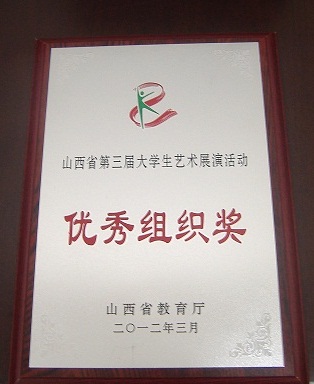 山西省第三届大学生艺术展演活动
优秀组织奖
山西省教育厅
二〇一二年三月